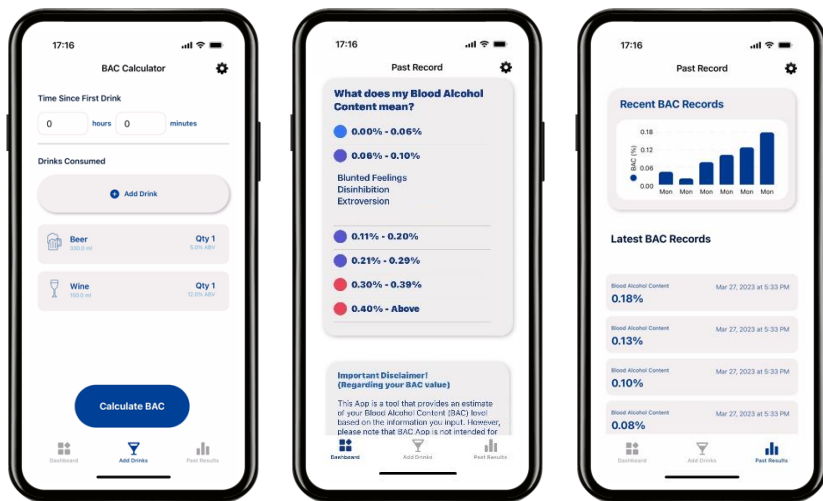 17:16
BAC Calculator
Time Since First Drink
0 hours 0 minutes
Drinks Consumed
Add Drink
Beer Qty 1
330.0 ml 5.0% ABV
Wine Qty 1
150.0 ml 12.0% ABV
Calculate BAC
Dashboard Add Drinks Past Results
17:16
Past Record
What does my Blood Alcohol
Content mean?
0.00% - 0.06%
0.06% - 0.10%
Blunted Feelings
Disinhibition
Extroversion
0.11% - 0.20%
0.21% - 0.29%
0.30% - 0.39%
0.40% - Above
Important Disclaimer!
(Regarding your BAC value)
This App is a tool that provides an estimate
of your Blood Alcohol Content (BAC) level
based on the information you input. However,
please note that BAC App is not intended for
Dashboard Add Drinks Past Results
17:16
Past Record
Recent BAC Records
BAC (%)
0.18
0.12
0.06
0.00
Mon Mon Mon Mon Mon Mon
Latest BAC Records
Blood Alcohol Content Mar 27, 2023 at 5:33 PM
0.18%
Blood Alcohol Content Mar 27, 2023 at 5:33 PM
0.13%
Blood Alcohol Content Mar 27, 2023 at 5:33 PM
0.10%
Blood Alcohol Content Mar 27, 2023 at 5:33 PM
0.08%
Dashboard Add Drinks Past Results